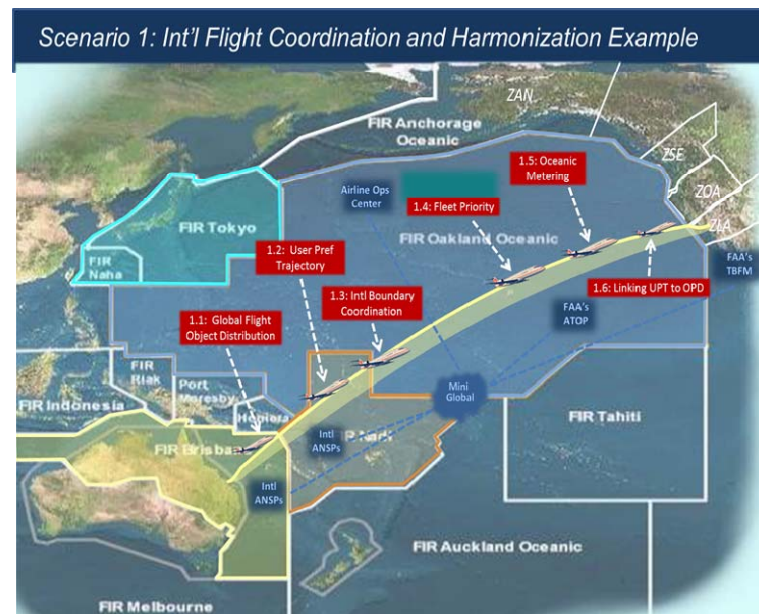 Scenario 1: Int'l Flight Coordination and Harmonization Example
ZAN
FIR Anchorage
Oceanic
1.5: Oceanic
Metering
ZSE
Airline Ops
Center
1.4: Fleet Priority
ZOA
FIR Tokyo
1.2: User Pref
Trajectory
FIR Oakland Oceanic
ZLA
FIR
Naha
FAA's
TBFM
1.3: Intl Boundary
Coordination
1.6: Linking UPT to OPD
1.1: Global Flight
Object Distribution
FAA's
ATOP
FIR
Biak
Port
Moresby
Mini
Global
FIR Indonesia
Honiara
FIR Tahiti
FIR Brisba
Intl
ANSPs
Nadi
Intl
ANSPs
FIR Auckland Oceanic
FIR Melbourne